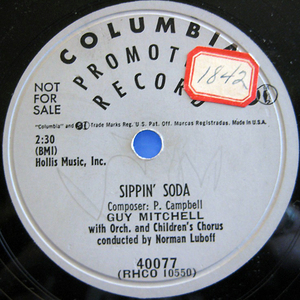 COLUMBIA
PROMOTION
RECORD
1842
NOT
FOR
SALE
"Columbia" and Trade Marks Reg. U.S. Pat. Off. Marcas Registradas. Made in U.S.A.
2:30
(BMI)
Hollis Music, Inc.
SIPPIN' SODA
Composer: P. Campbell
GUY MITCHELL
with Orch. and Children's Chorus
conducted by Norman Luboff
40077
(RHCO 10550)